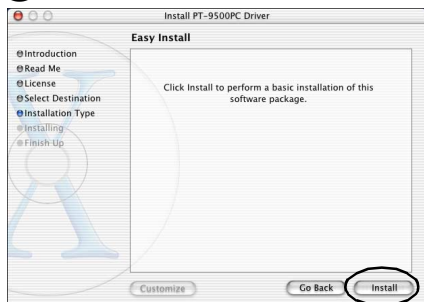 Install PT-9500PC Driver
Easy Install
Introduction
Read Me
License
Select Destination
Installation Type
Installing
Finish Up
Click Install to perform a basic installation of this
software package.
Customize
Go Back
Install